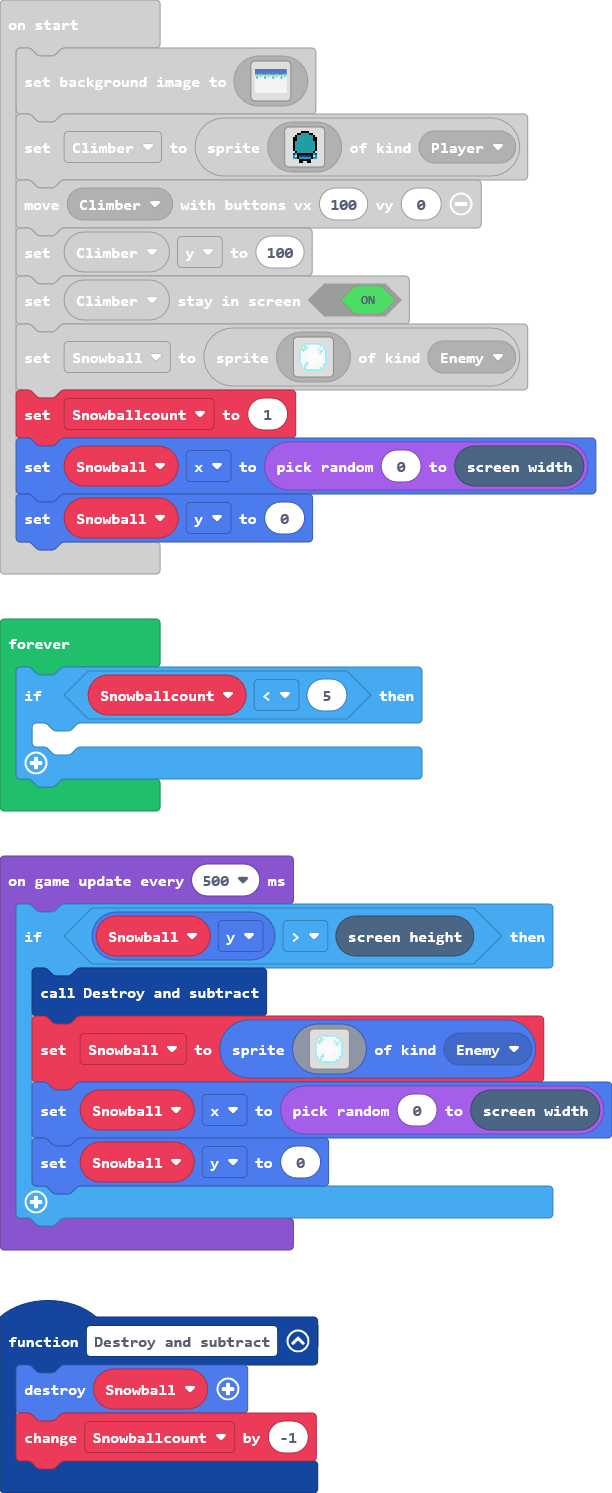 on start
set background image to
set Climber to sprite of kind Player
move Climber with buttons vx 100 vy 0
set Climber y to 100
set Climber stay in screen ON
set Snowball to sprite of kind Enemy
set Snowballcount to 1
set Snowball x to pick random 0 to screen width
set Snowball y to 0
forever
if Snowballcount < 5 then
on game update every 500 ms
if Snowball y > screen height then
call Destroy and subtract
set Snowball to sprite of kind Enemy
set Snowball x to pick random 0 to screen width
set Snowball y to 0
function Destroy and subtract
destroy Snowball
change Snowballcount by -1